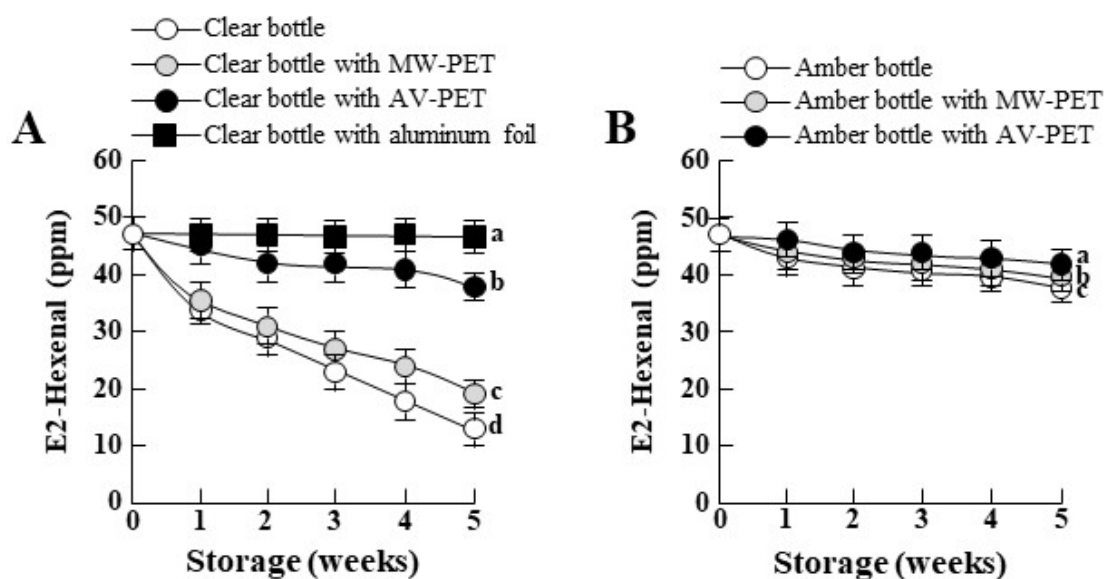 Clear bottle
Clear bottle with MW-PET
Clear bottle with AV-PET
Clear bottle with aluminum foil
A
E2-Hexenal (ppm)
60
50
40
30
20
10
0
a
b
c
d
0 1 2 3 4 5
Storage (weeks)
Amber bottle
Amber bottle with MW-PET
Amber bottle with AV-PET
B
E2-Hexenal (ppm)
60
50
40
30
20
10
0
a
b
c
0 1 2 3 4 5
Storage (weeks)